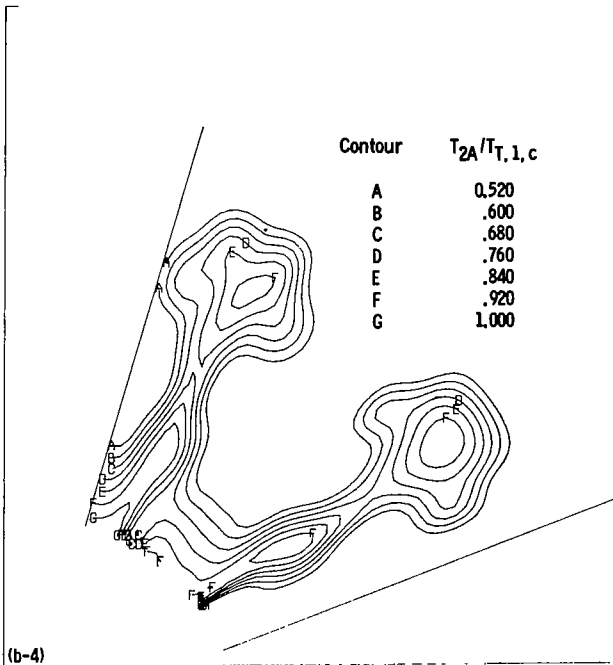 Contour T2A/TT, 1, c
A 0.520
B .600
C .680
D .760
E .840
F .920
G 1.000
A
A
D
E
F
A
B
C
D
E
F
G
D
E
F
F
F
F
F
(b-4)